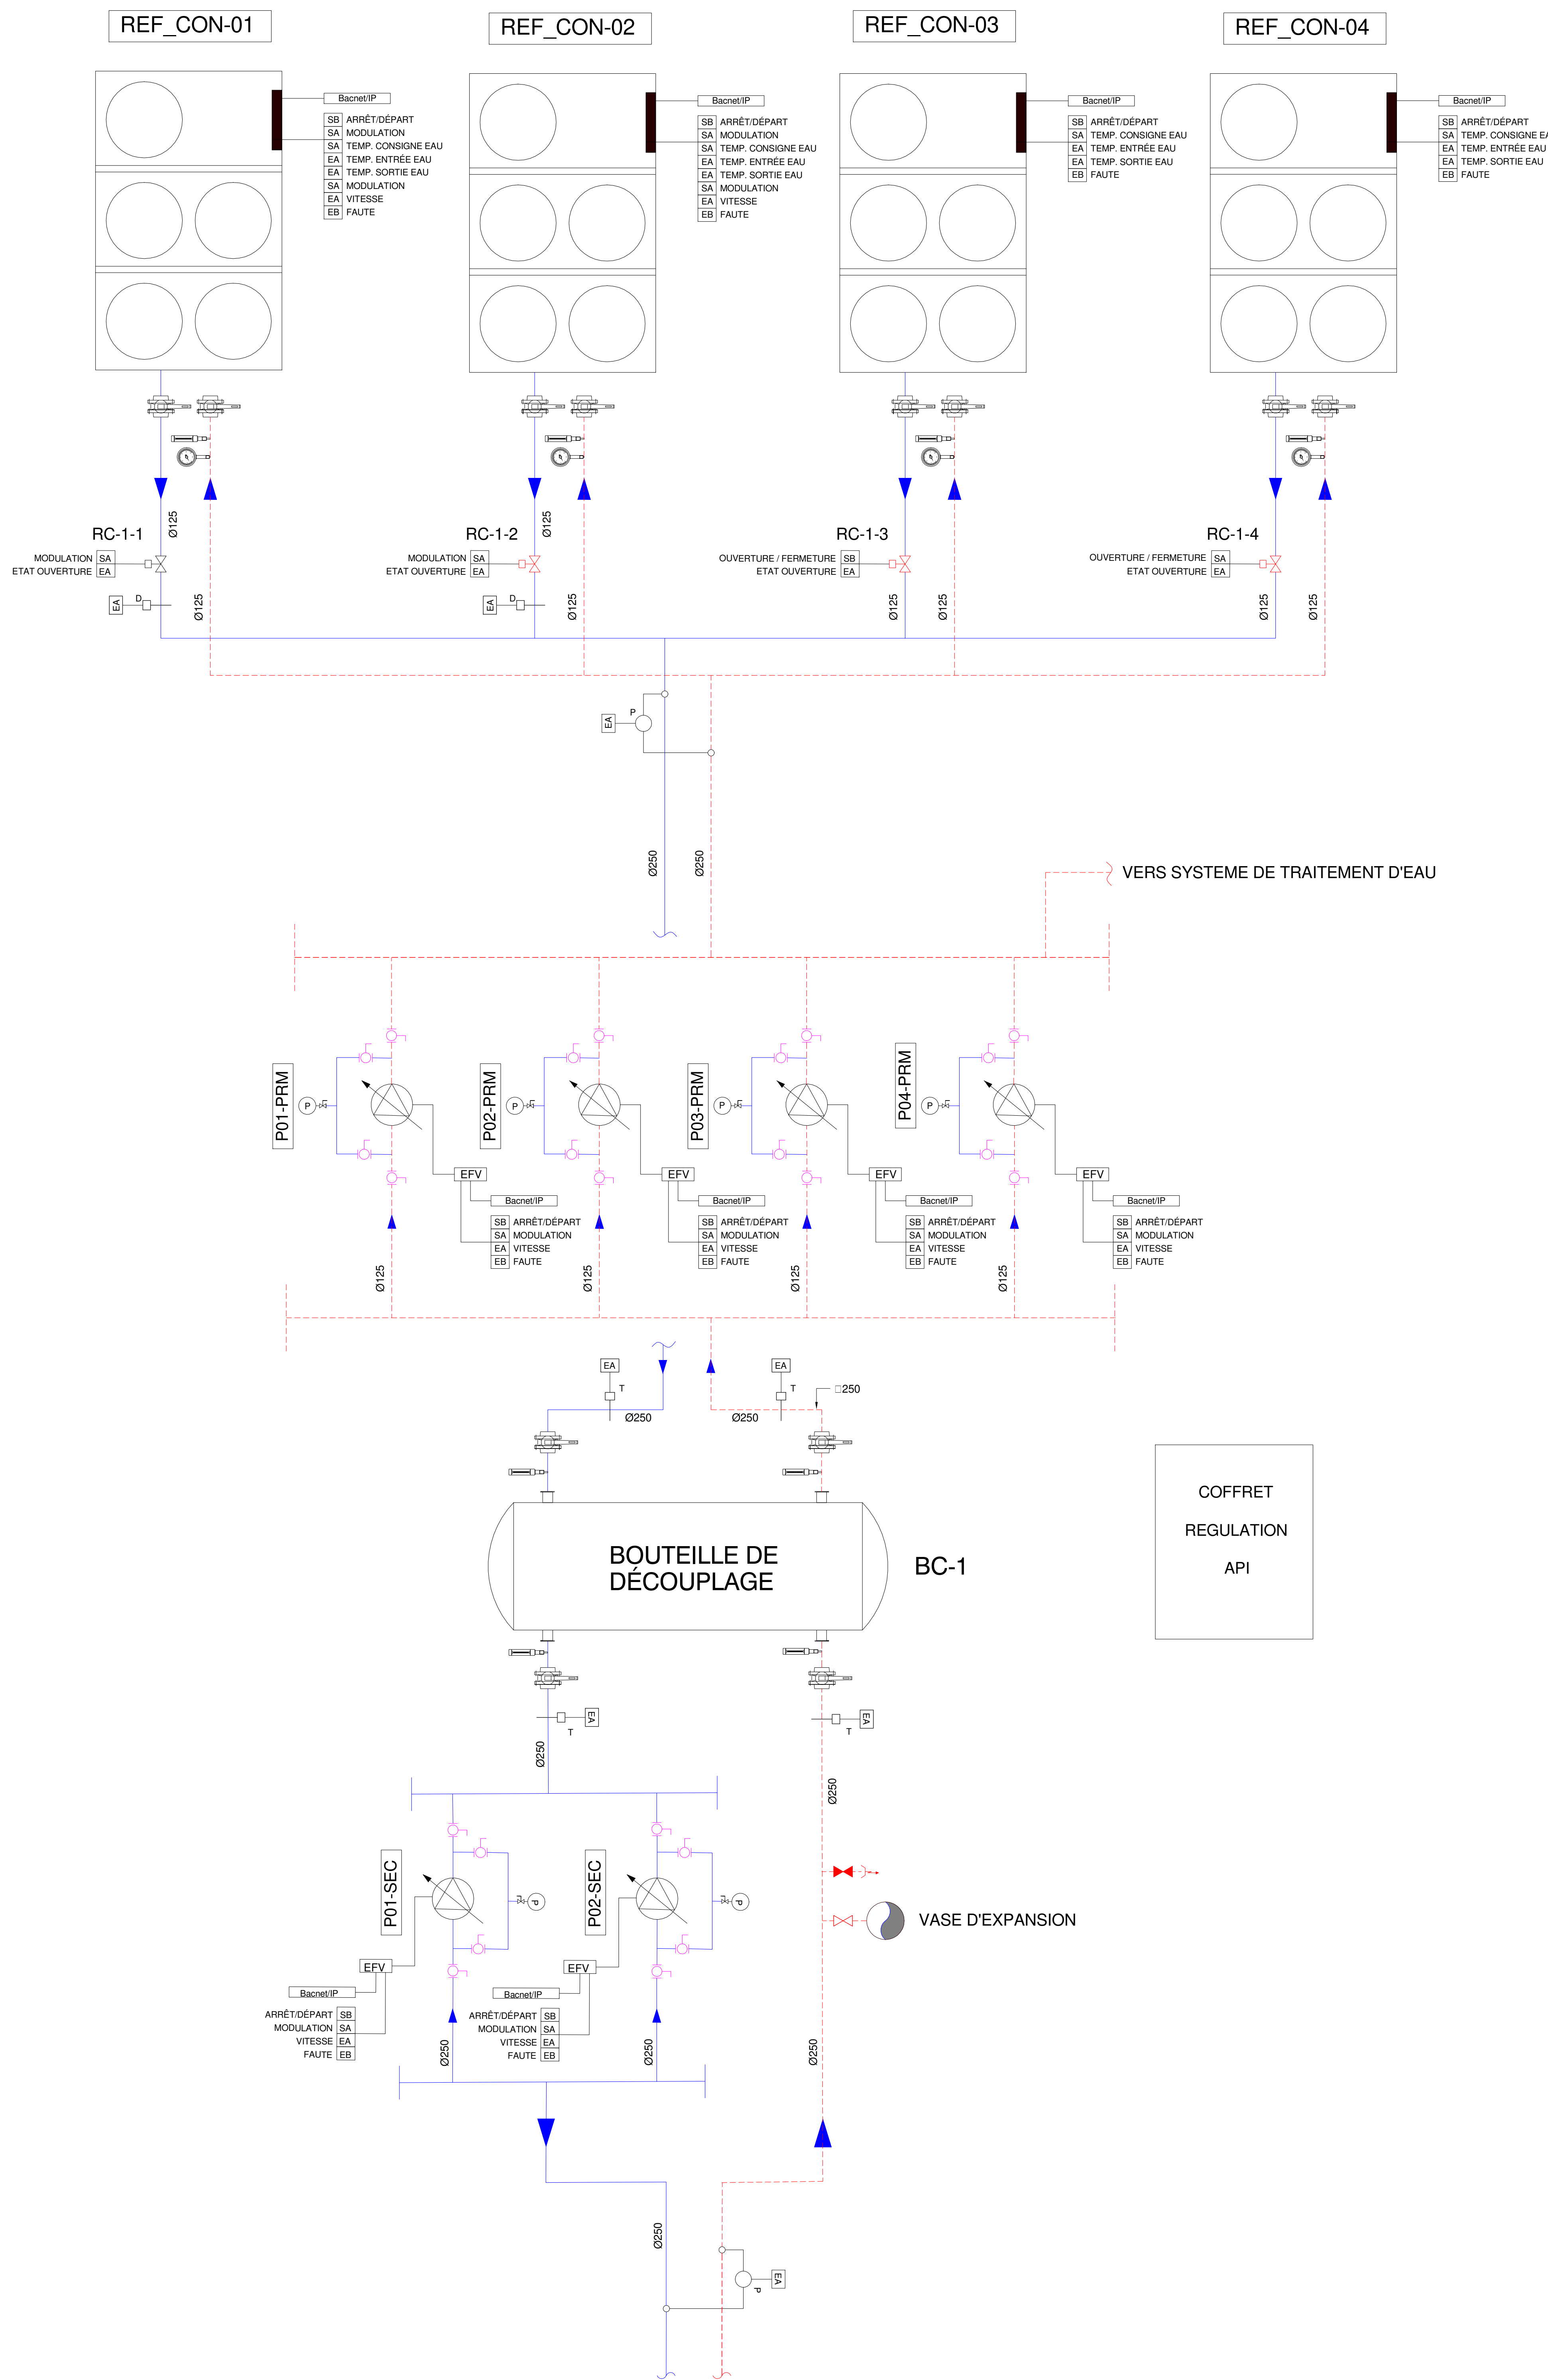 REF_CON-01
REF_CON-02
REF_CON-03
REF_CON-04
Bacnet/IP
SB ARRÊT/DÉPART
SA MODULATION
SA TEMP. CONSIGNE EAU
EA TEMP. ENTRÉE EAU
EA TEMP. SORTIE EAU
SA MODULATION
EA VITESSE
EB FAUTE
Bacnet/IP
SB ARRÊT/DÉPART
SA MODULATION
SA TEMP. CONSIGNE EAU
EA TEMP. ENTRÉE EAU
EA TEMP. SORTIE EAU
SA MODULATION
EA VITESSE
EB FAUTE
Bacnet/IP
SB ARRÊT/DÉPART
SA TEMP. CONSIGNE EAU
EA TEMP. ENTRÉE EAU
EA TEMP. SORTIE EAU
EB FAUTE
Bacnet/IP
SB ARRÊT/DÉPART
SA TEMP. CONSIGNE EA
EA TEMP. ENTRÉE EAU
EA TEMP. SORTIE EAU
EB FAUTE
RC-1-1
Ø125
MODULATION SA
ETAT OUVERTURE EA
EA
D
Ø125
RC-1-2
Ø125
MODULATION SA
ETAT OUVERTURE EA
EA
D
Ø125
RC-1-3
OUVERTURE / FERMETURE SB
ETAT OUVERTURE EA
Ø125
Ø125
RC-1-4
OUVERTURE / FERMETURE SA
ETAT OUVERTURE EA
Ø125
Ø125
EA
P
Ø250
Ø250
VERS SYSTEME DE TRAITEMENT D'EAU
P01-PRM
P
EFV
Bacnet/IP
SB ARRÊT/DÉPART
SA MODULATION
EA VITESSE
EB FAUTE
Ø125
P02-PRM
P
EFV
Bacnet/IP
SB ARRÊT/DÉPART
SA MODULATION
EA VITESSE
EB FAUTE
Ø125
P03-PRM
P
EFV
Bacnet/IP
SB ARRÊT/DÉPART
SA MODULATION
EA VITESSE
EB FAUTE
Ø125
P04-PRM
P
EFV
Bacnet/IP
SB ARRÊT/DÉPART
SA MODULATION
EA VITESSE
EB FAUTE
Ø125
EA
T
Ø250
EA
T
Ø250
□250
BOUTEILLE DE
DÉCOUPLAGE
BC-1
COFFRET
REGULATION
API
EA
T
Ø250
EA
T
Ø250
P01-SEC
P
EFV
Bacnet/IP
ARRÊT/DÉPART SB
MODULATION SA
VITESSE EA
FAUTE EB
Ø250
P02-SEC
P
EFV
Bacnet/IP
ARRÊT/DÉPART SB
MODULATION SA
VITESSE EA
FAUTE EB
Ø250
VASE D'EXPANSION
Ø250
Ø250
EA
P